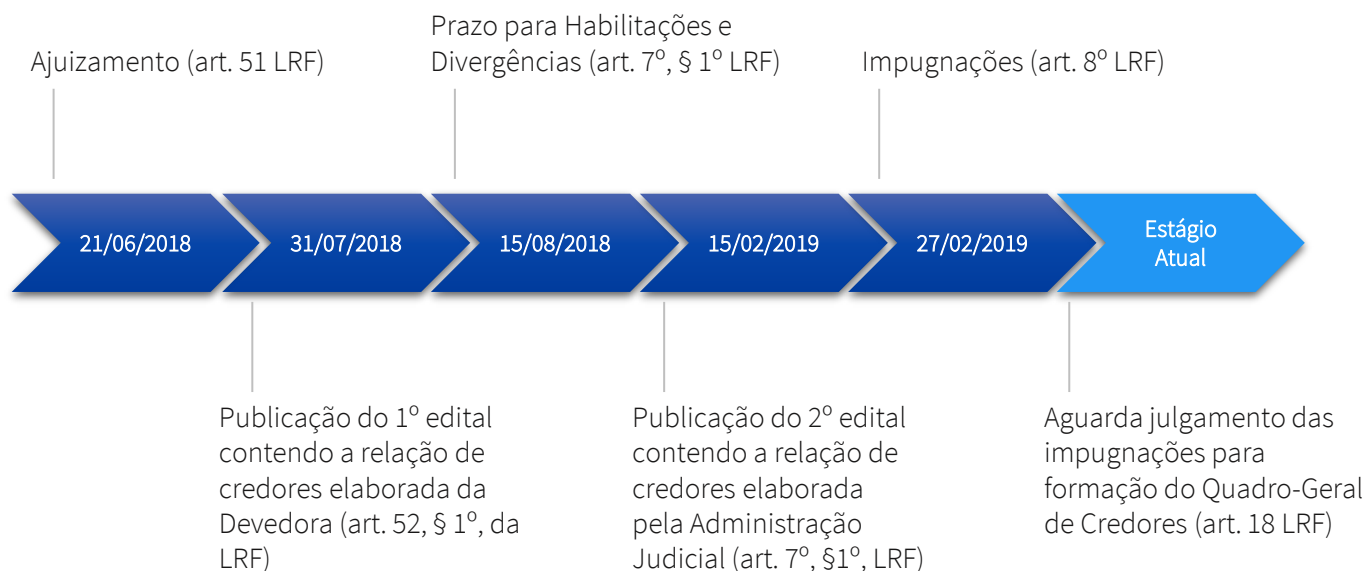 Ajuizamento (art. 51 LRF)
Prazo para Habilitações e
Divergências (art. 7º, § 1º LRF)
Impugnações (art. 8º LRF)
21/06/2018
31/07/2018
15/08/2018
15/02/2019
27/02/2019
Estágio
Atual
Publicação do 1º edital
contendo a relação de
credores elaborada da
Devedora (art. 52, § 1º, da
LRF)
Publicação do 2º edital
contendo a relação de
credores elaborada
pela Administração
Judicial (art. 7º, §1º, LRF)
Aguarda julgamento das
impugnações para
formação do Quadro-Geral
de Credores (art. 18 LRF)